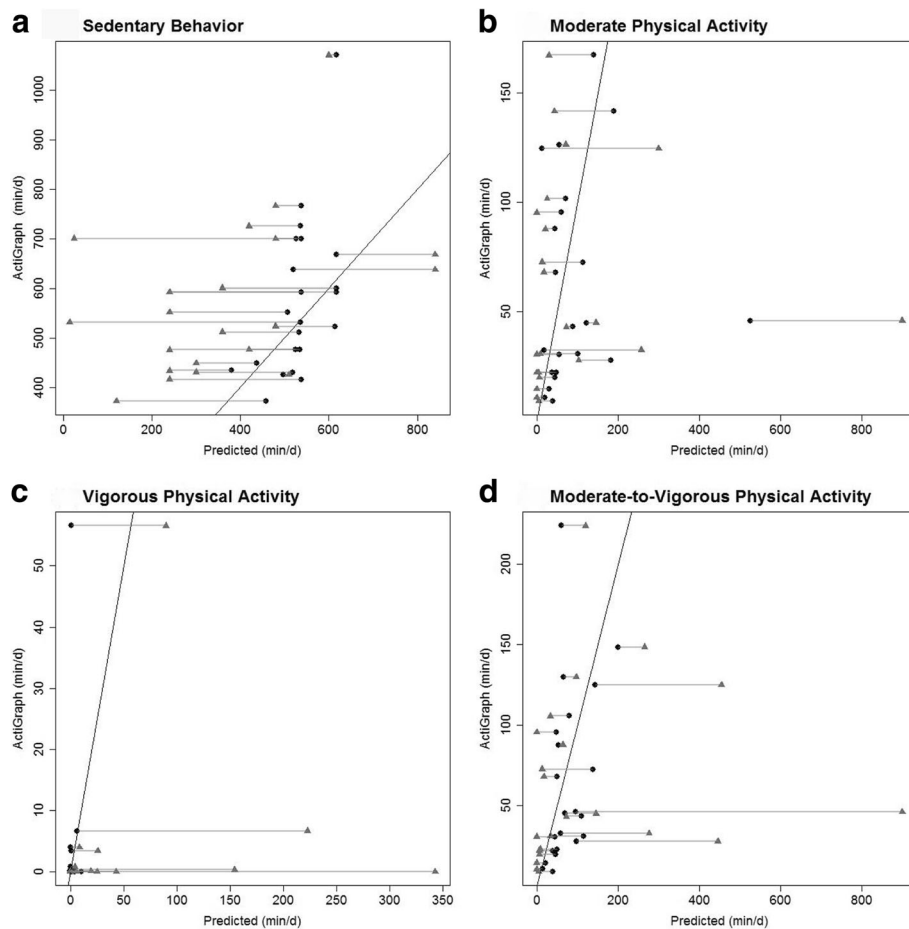 a Sedentary Behavior
ActiGraph (min/d)
1000
900
800
700
600
500
400
0 200 400 600 800
Predicted (min/d)
b Moderate Physical Activity
ActiGraph (min/d)
150
100
50
0 200 400 600 800
Predicted (min/d)
c Vigorous Physical Activity
ActiGraph (min/d)
50
40
30
20
10
0
0 50 100 150 200 250 300 350
Predicted (min/d)
d Moderate-to-Vigorous Physical Activity
ActiGraph (min/d)
200
150
100
50
0 200 400 600 800
Predicted (min/d)